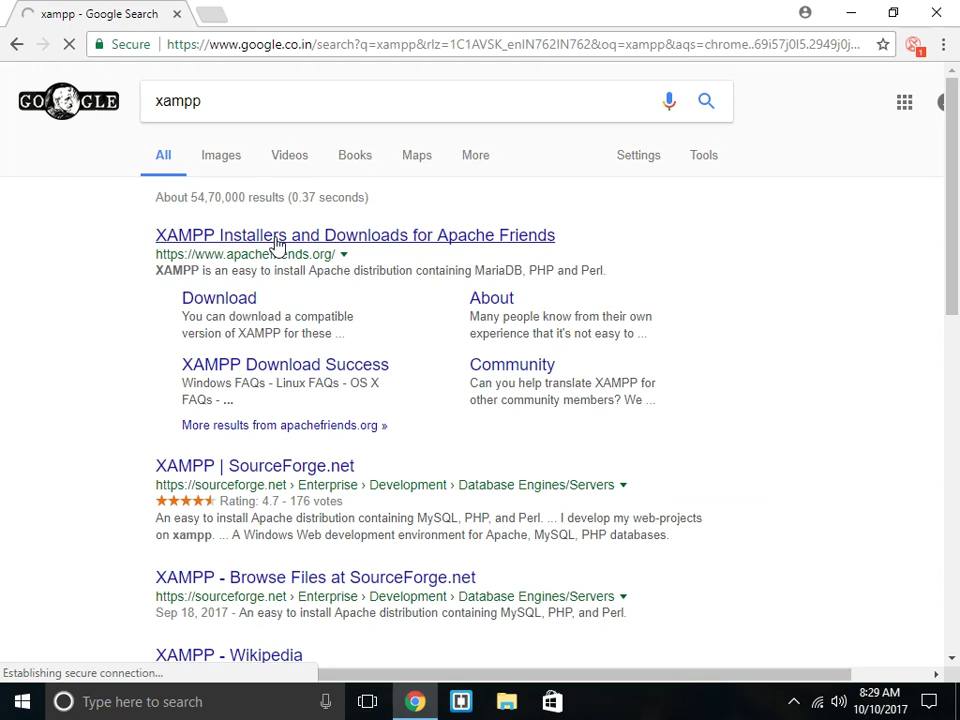 xampp - Google Search
Secure https://www.google.co.in/search?q=xampp&rlz=1C1AVSK_enIN762IN762&oq=xampp&aqs=chrome..69i57j0l5.2949j0j...
1
GO GLE
xampp
All Images Videos Books Maps More Settings Tools
About 54,70,000 results (0.37 seconds)
XAMPP Installers and Downloads for Apache Friends
https://www.apachefriends.org/
XAMPP is an easy to install Apache distribution containing MariaDB, PHP and Perl.
Download
You can download a compatible
version of XAMPP for these ...
About
Many people know from their own
experience that it's not easy to ...
XAMPP Download Success
Windows FAQs - Linux FAQs - OS X
FAQs - ...
Community
Can you help translate XAMPP for
other community members? We ...
More results from apachefriends.org »
XAMPP | SourceForge.net
https://sourceforge.net › Enterprise › Development › Database Engines/Servers
Rating: 4.7 - 176 votes
An easy to install Apache distribution containing MySQL, PHP, and Perl. ... I develop my web-projects
on xampp. ... A Windows Web development environment for Apache, MySQL, PHP databases.
XAMPP - Browse Files at SourceForge.net
https://sourceforge.net › Enterprise › Development › Database Engines/Servers
Sep 18, 2017 - An easy to install Apache distribution containing MySQL, PHP, and Perl.
XAMPP - Wikipedia
Establishing secure connection...
Type here to search
8:29 AM
10/10/2017